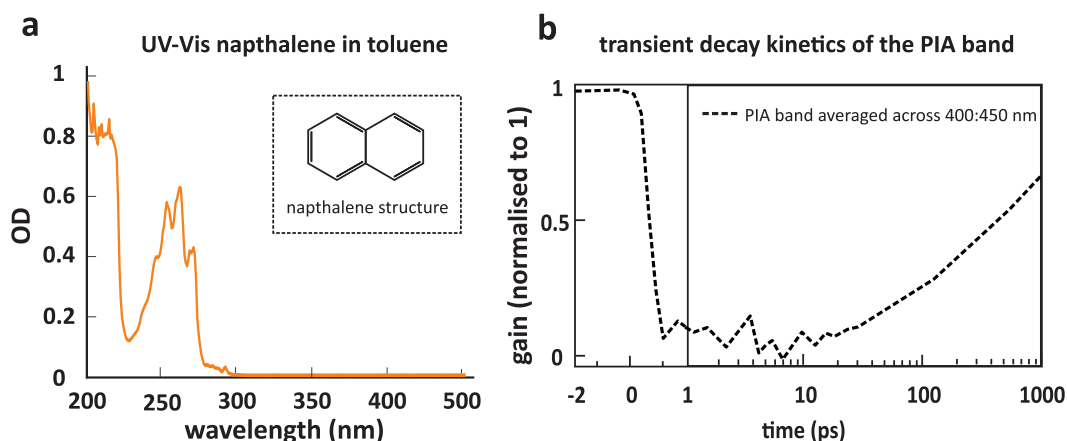 a
UV-Vis napthalene in toluene
1
0.8
0.6
0.4
0.2
0
OD
200
250
300
350
400
450
500
wavelength (nm)
napthalene structure
b
transient decay kinetics of the PIA band
1
0.5
0
gain (normalised to 1)
PIA band averaged across 400:450 nm
-2
0
1
10
100
1000
time (ps)